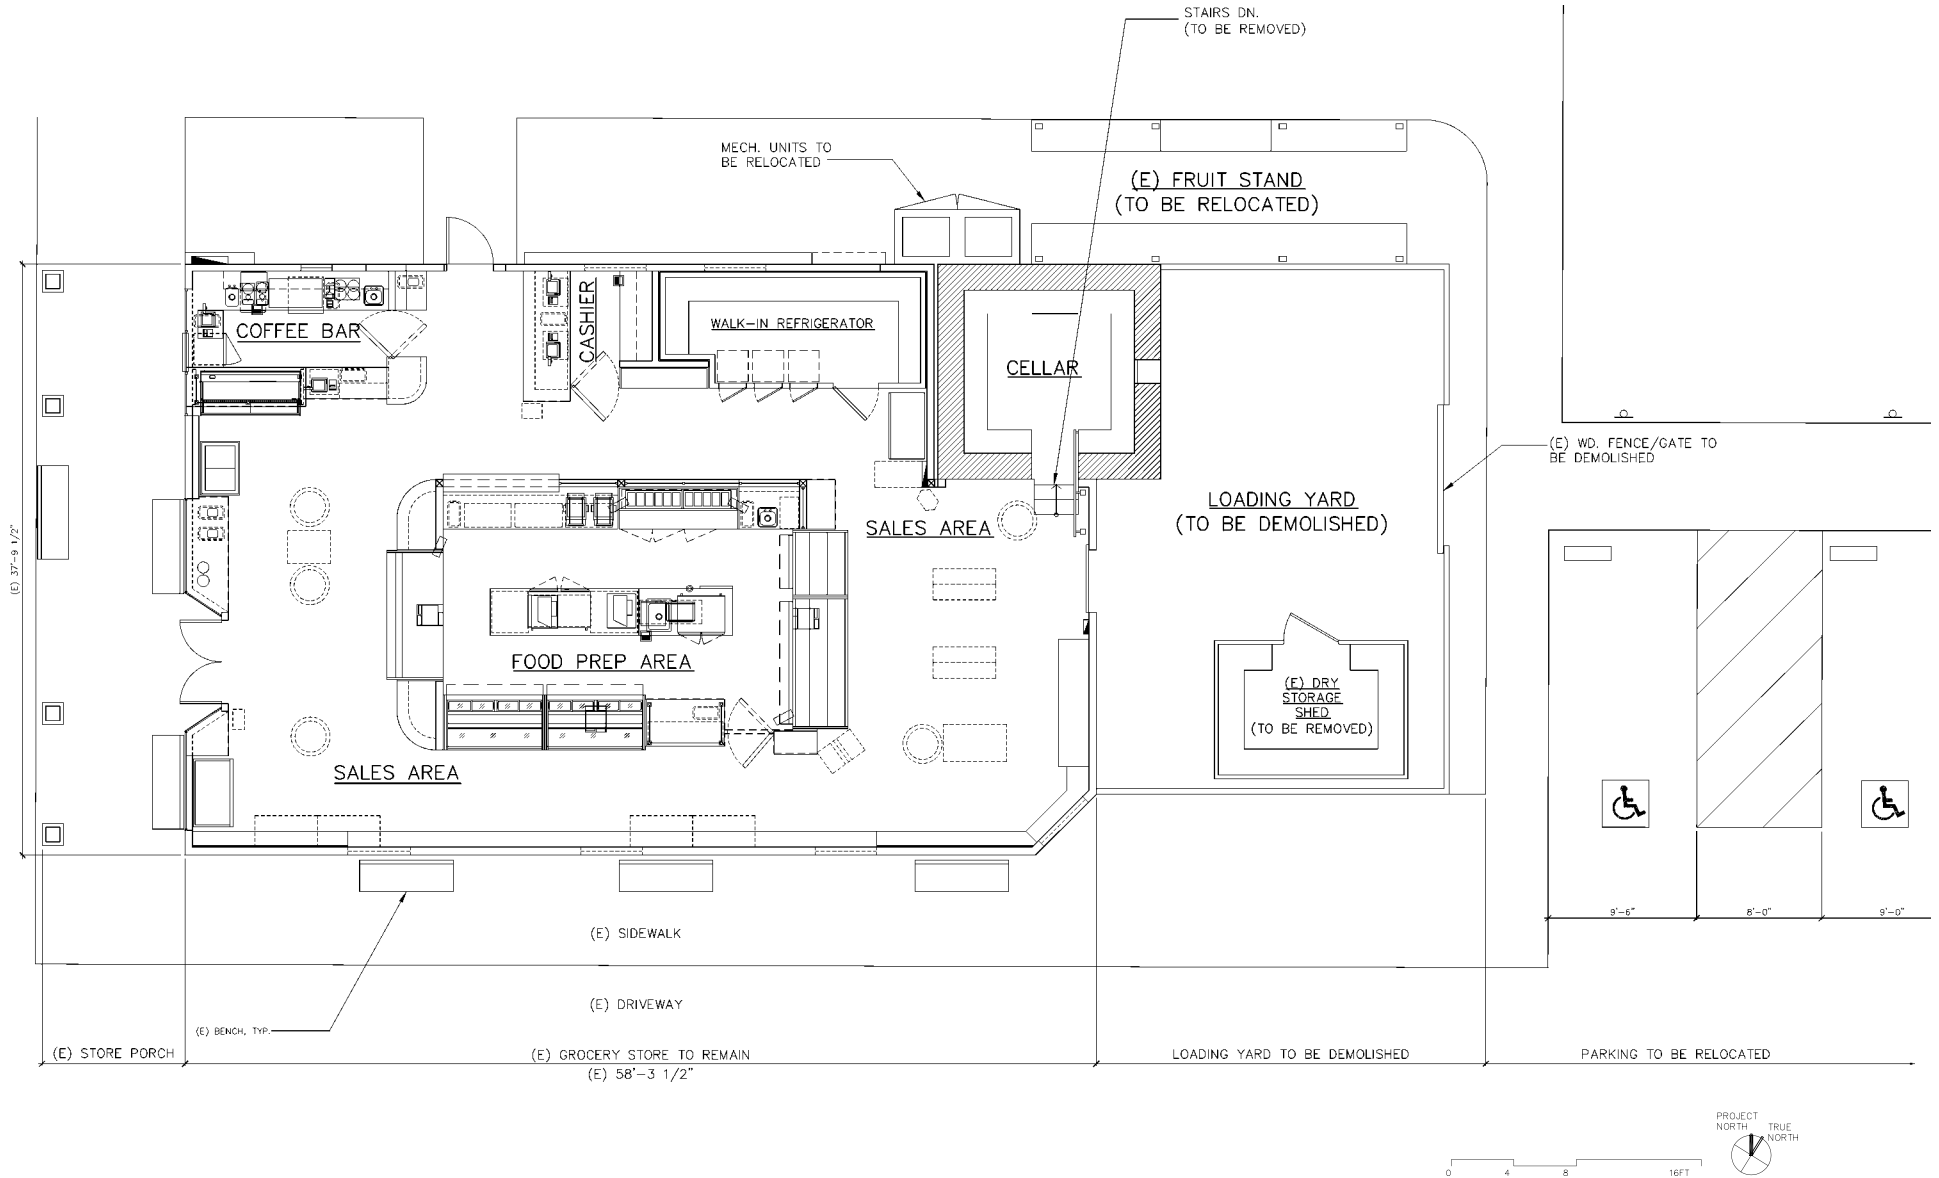 STAIRS DN.
(TO BE REMOVED)
MECH. UNITS TO
BE RELOCATED
(E) FRUIT STAND
(TO BE RELOCATED)
COFFEE BAR
CASHIER
WALK-IN REFRIGERATOR
CELLAR
(E) WD. FENCE/GATE TO
BE DEMOLISHED
LOADING YARD
(TO BE DEMOLISHED)
SALES AREA
(E) 37'-9 1/2"
FOOD PREP AREA
(E) DRY
STORAGE
SHED
(TO BE REMOVED)
SALES AREA
9'-6"
8'-0"
9'-0"
(E) SIDEWALK
(E) DRIVEWAY
(E) BENCH, TYP.
(E) STORE PORCH
(E) GROCERY STORE TO REMAIN
(E) 58'-3 1/2"
LOADING YARD TO BE DEMOLISHED
PARKING TO BE RELOCATED
PROJECT
NORTH
TRUE
NORTH
0 4 8 16FT